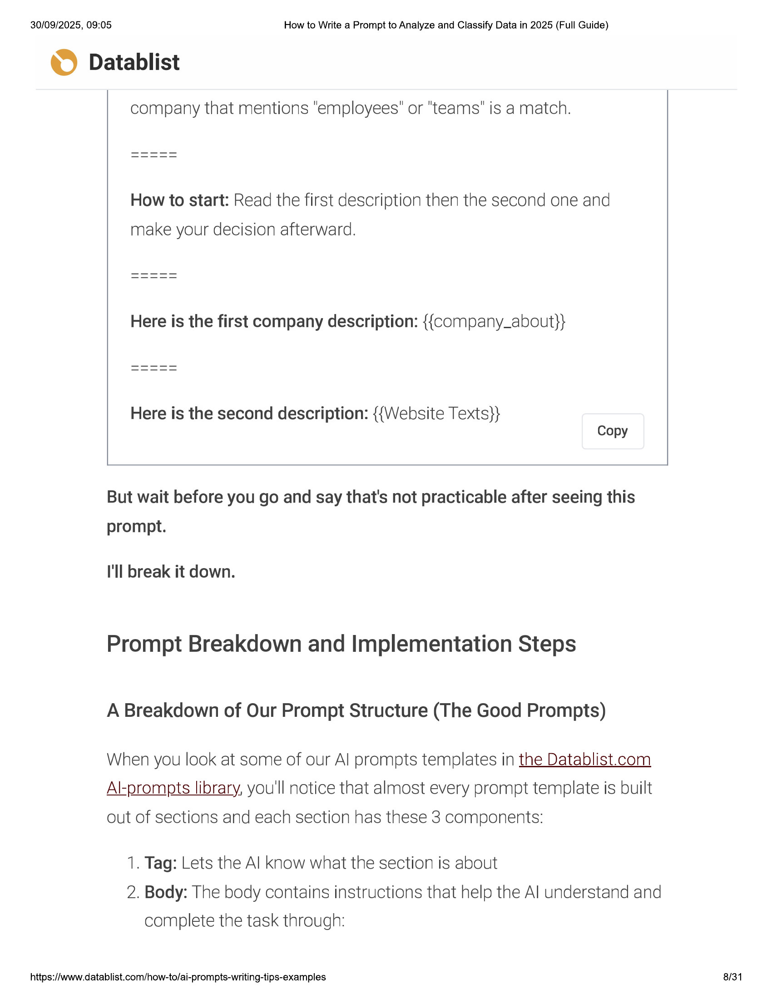 30/09/2025, 09:05
How to Write a Prompt to Analyze and Classify Data in 2025 (Full Guide)
Datablist
company that mentions "employees" or "teams" is a match.
=====
How to start: Read the first description then the second one and
make your decision afterward.
=====
Here is the first company description: {{company_about}}
=====
Here is the second description: {{Website Texts}}
Copy
But wait before you go and say that's not practicable after seeing this
prompt.
I'll break it down.
Prompt Breakdown and Implementation Steps
A Breakdown of Our Prompt Structure (The Good Prompts)
When you look at some of our AI prompts templates in the Datablist.com
AI-prompts library, you'll notice that almost every prompt template is built
out of sections and each section has these 3 components:
1. Tag: Lets the AI know what the section is about
2. Body: The body contains instructions that help the AI understand and
complete the task through:
https://www.datablist.com/how-to/ai-prompts-writing-tips-examples
8/31